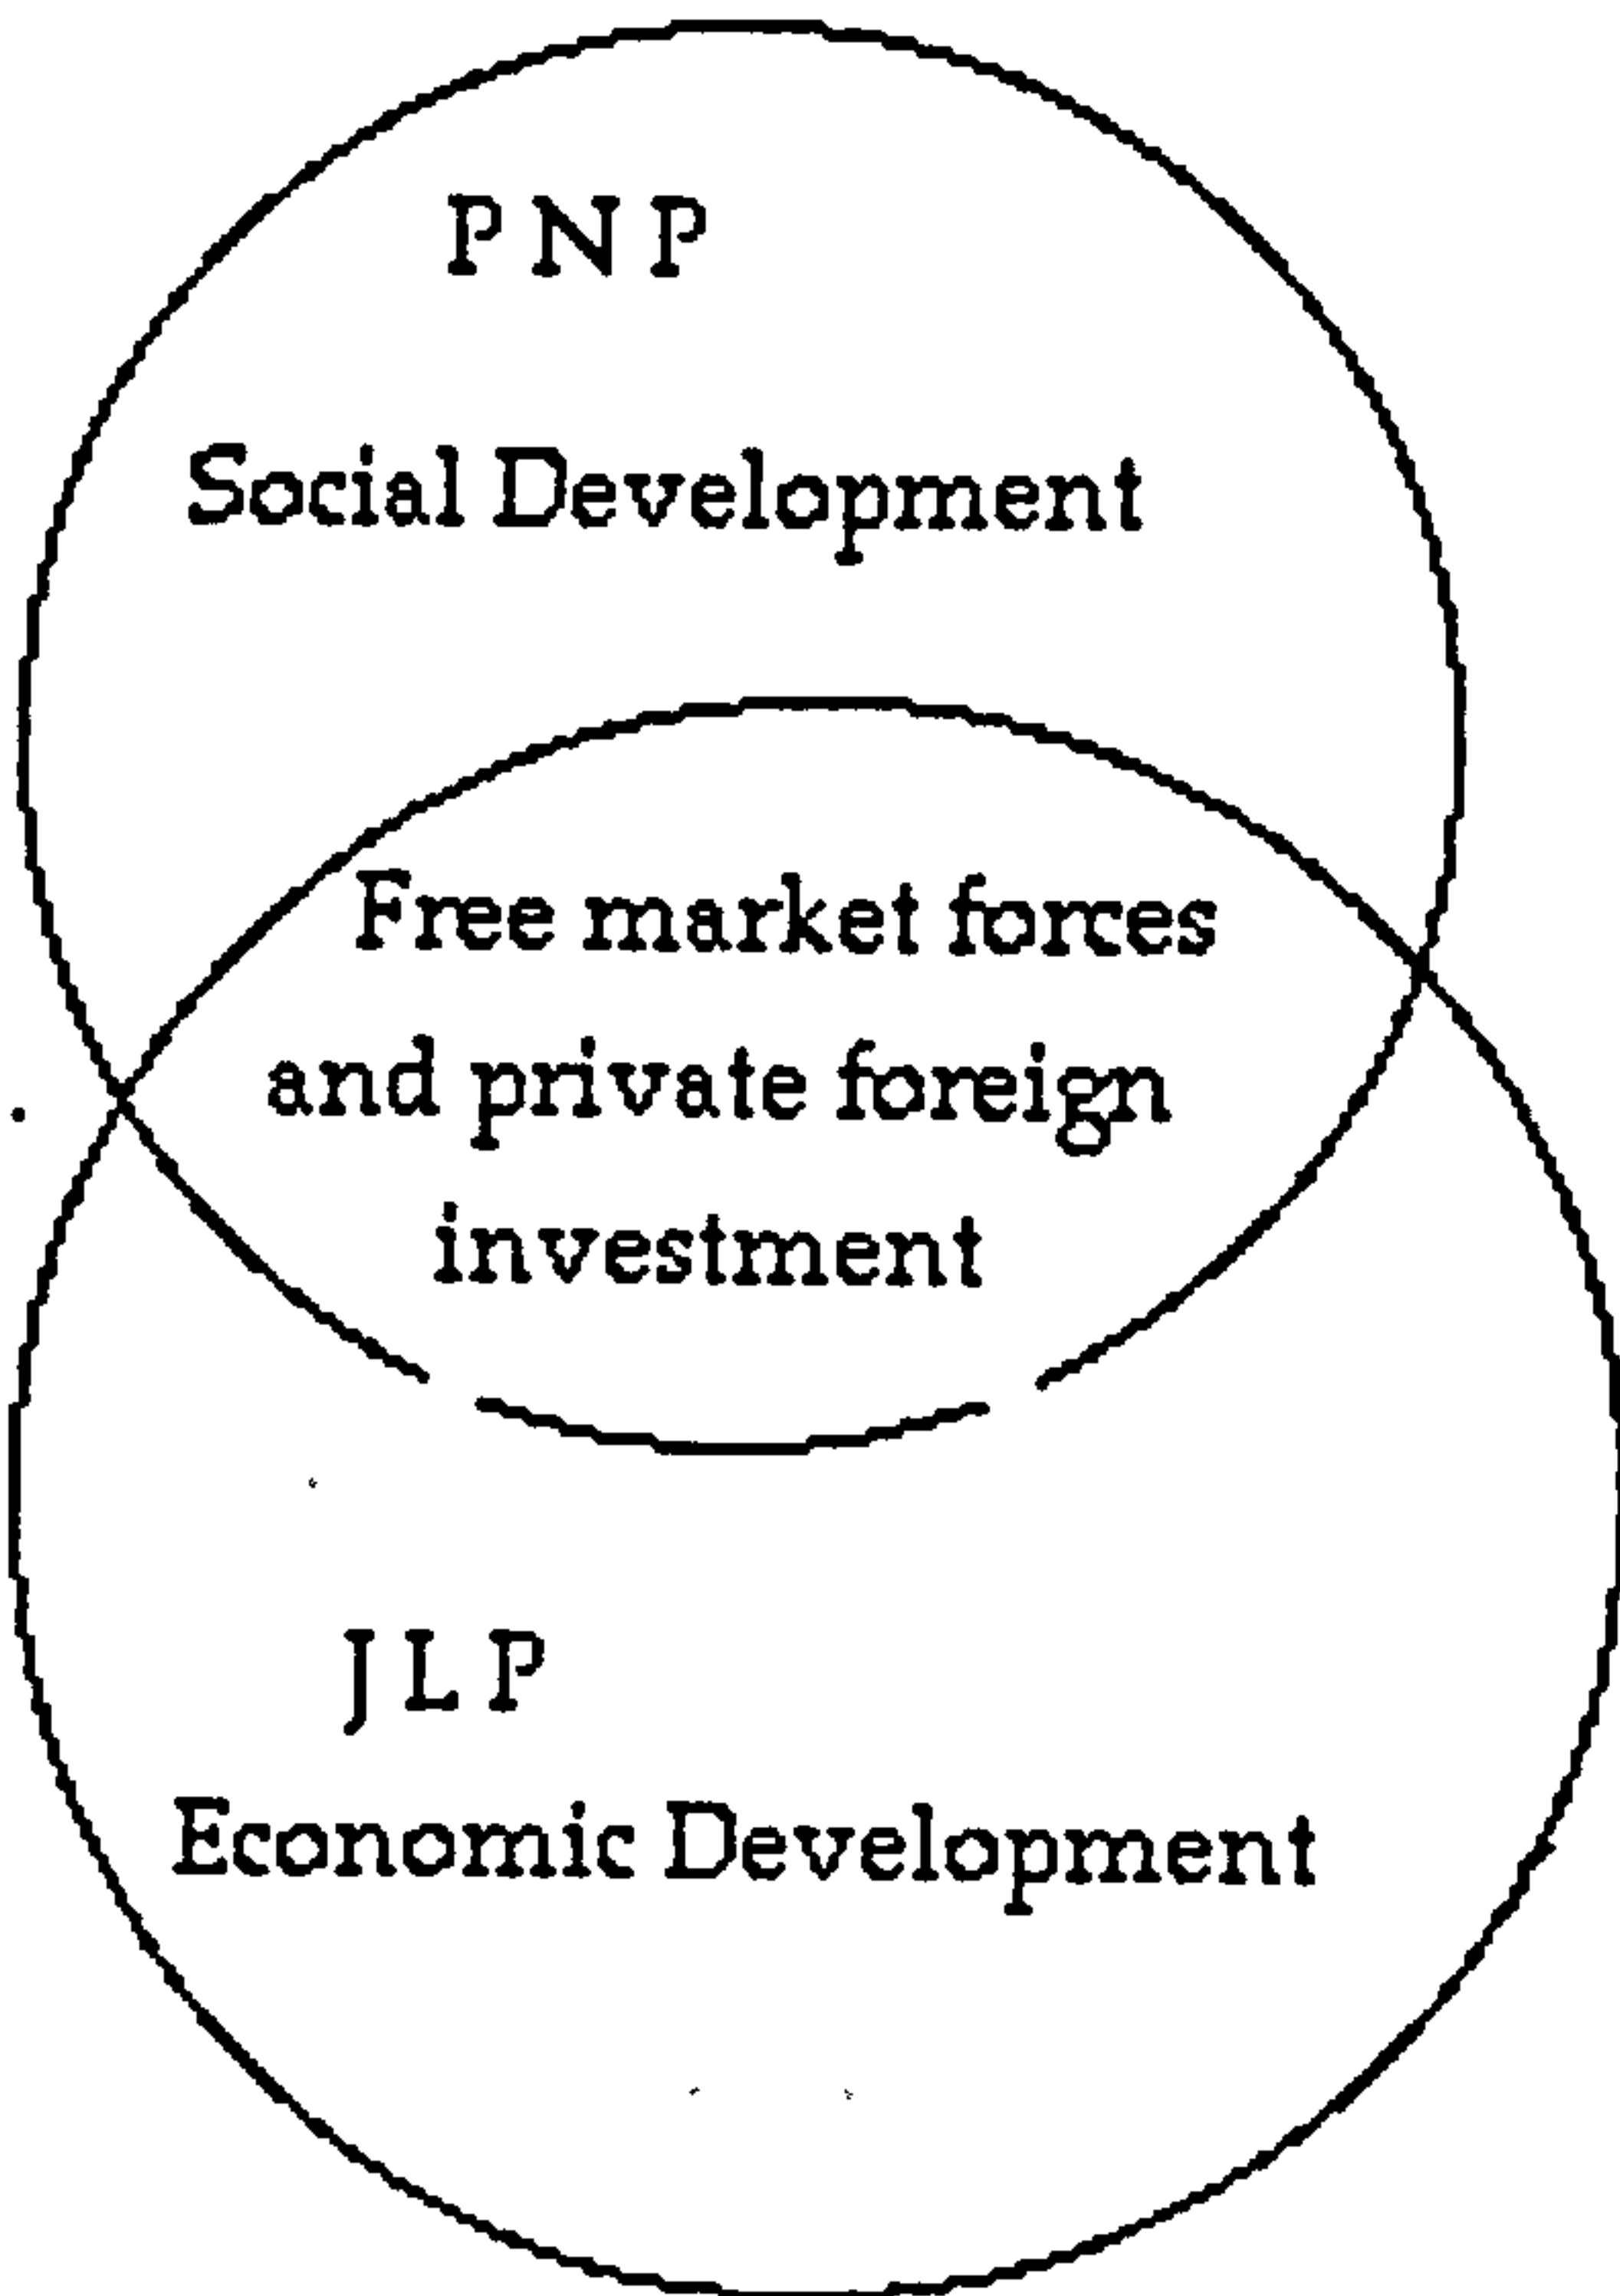 PNP
Social Development
Free market forces
and private foreign
investment
JLP
Economic Development